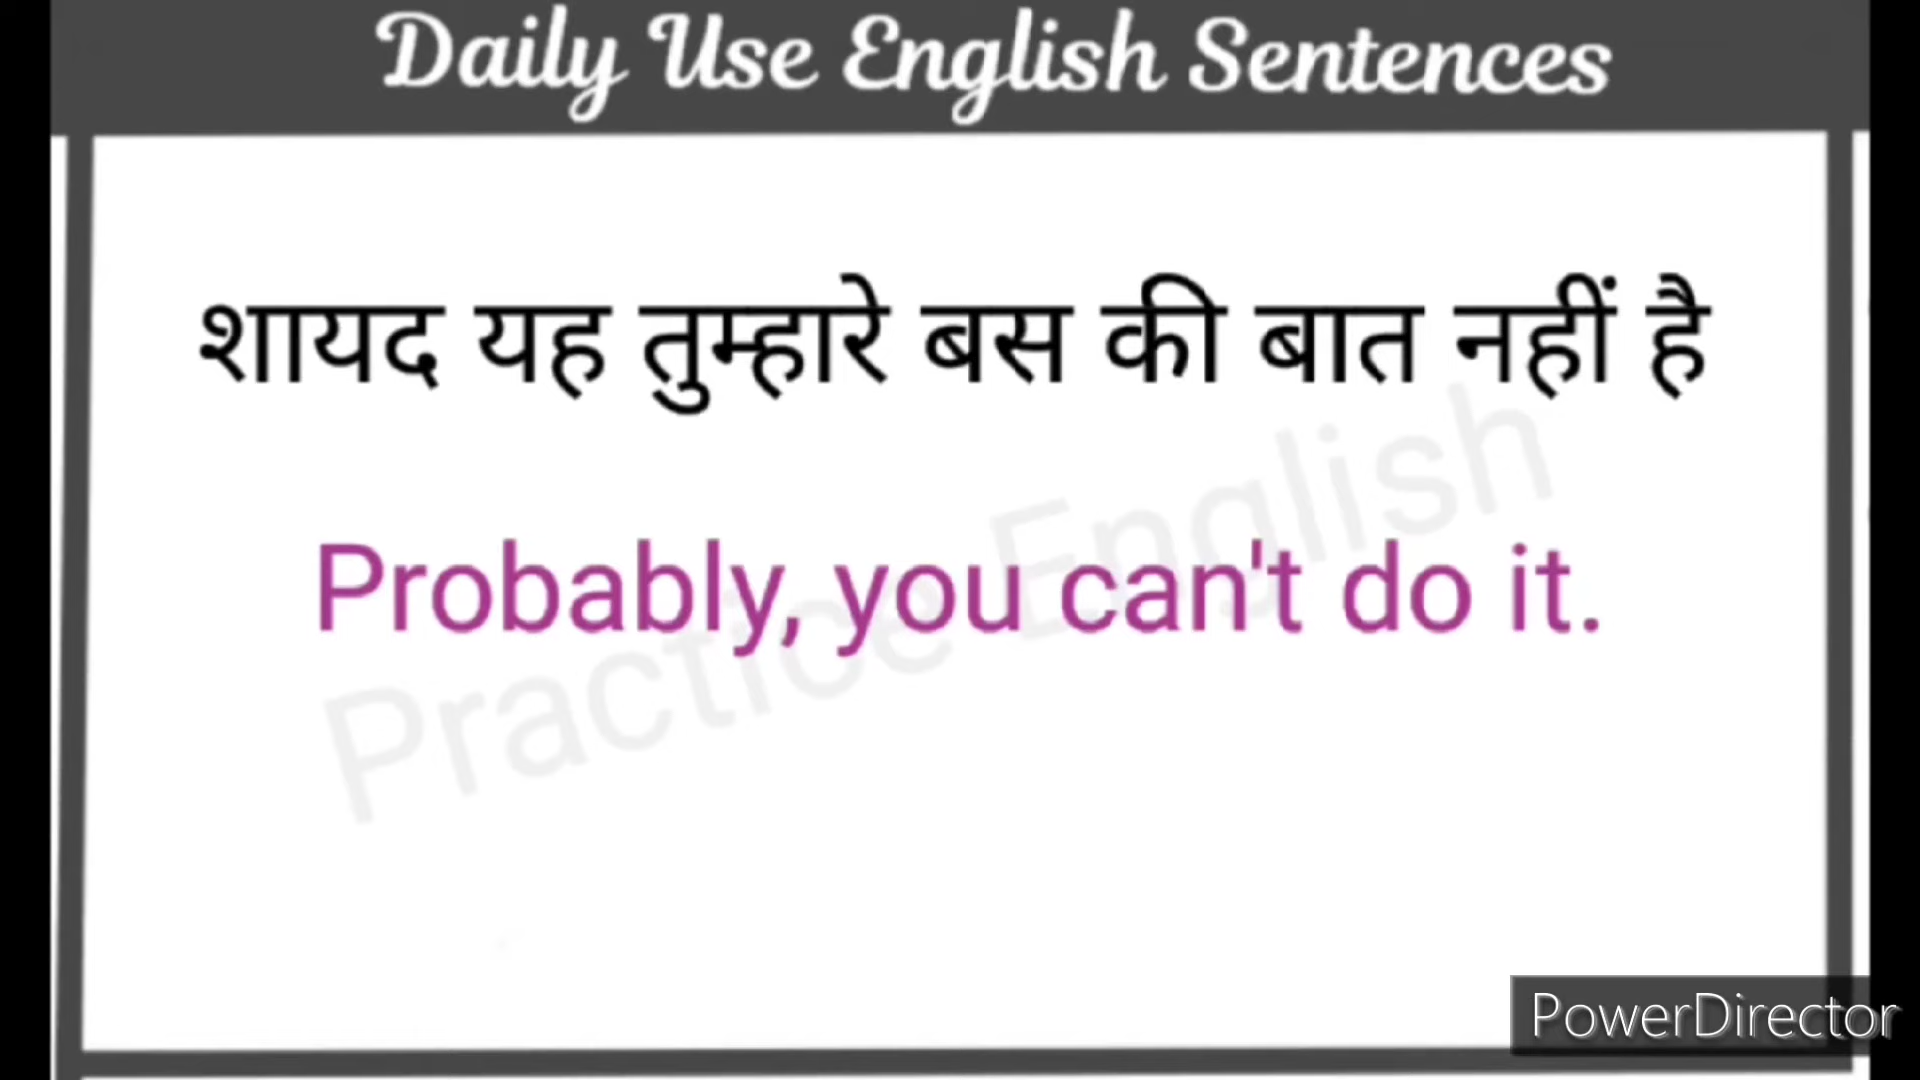 Daily Use English Sentences
शायद यह तुम्हारे बस की बात नहीं है
Probably, you can't do it.
Practice English
PowerDirector